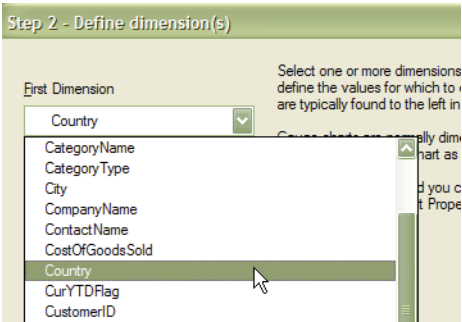 Step 2 - Define dimension(s)
Select one or more dimensions
First Dimension
define the values for which to
are typically found to the left in
Country
CategoryName
CategoryType
City
CompanyName
ContactName
CostOfGoodsSold
Country
CurYTDFlag
CustomerID
Gauge charts are normally dime
hart as
d you c
t Prope